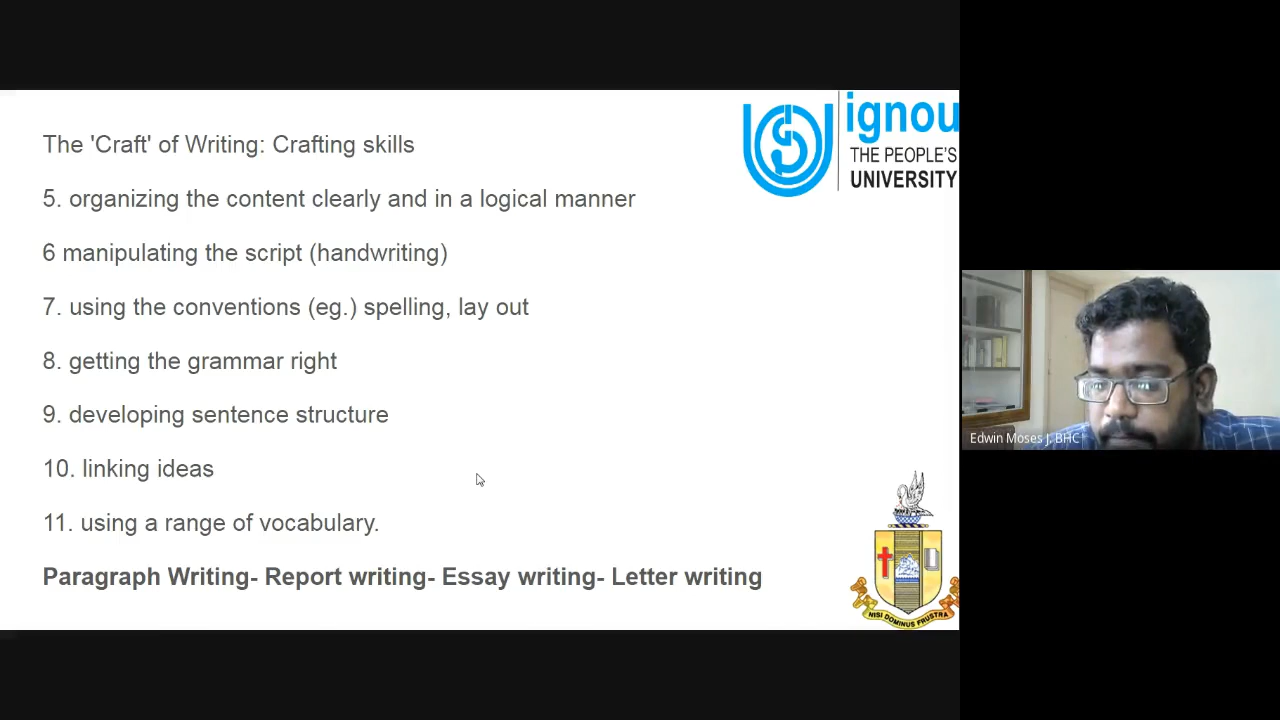 The 'Craft' of Writing: Crafting skills
5. organizing the content clearly and in a logical manner
6 manipulating the script (handwriting)
7. using the conventions (eg.) spelling, lay out
8. getting the grammar right
9. developing sentence structure
10. linking ideas
11. using a range of vocabulary.
Paragraph Writing- Report writing- Essay writing- Letter writing
ignou
THE PEOPLE'S
UNIVERSITY
NISI DOMINUS FRUSTRA
Edwin Moses J, BHC